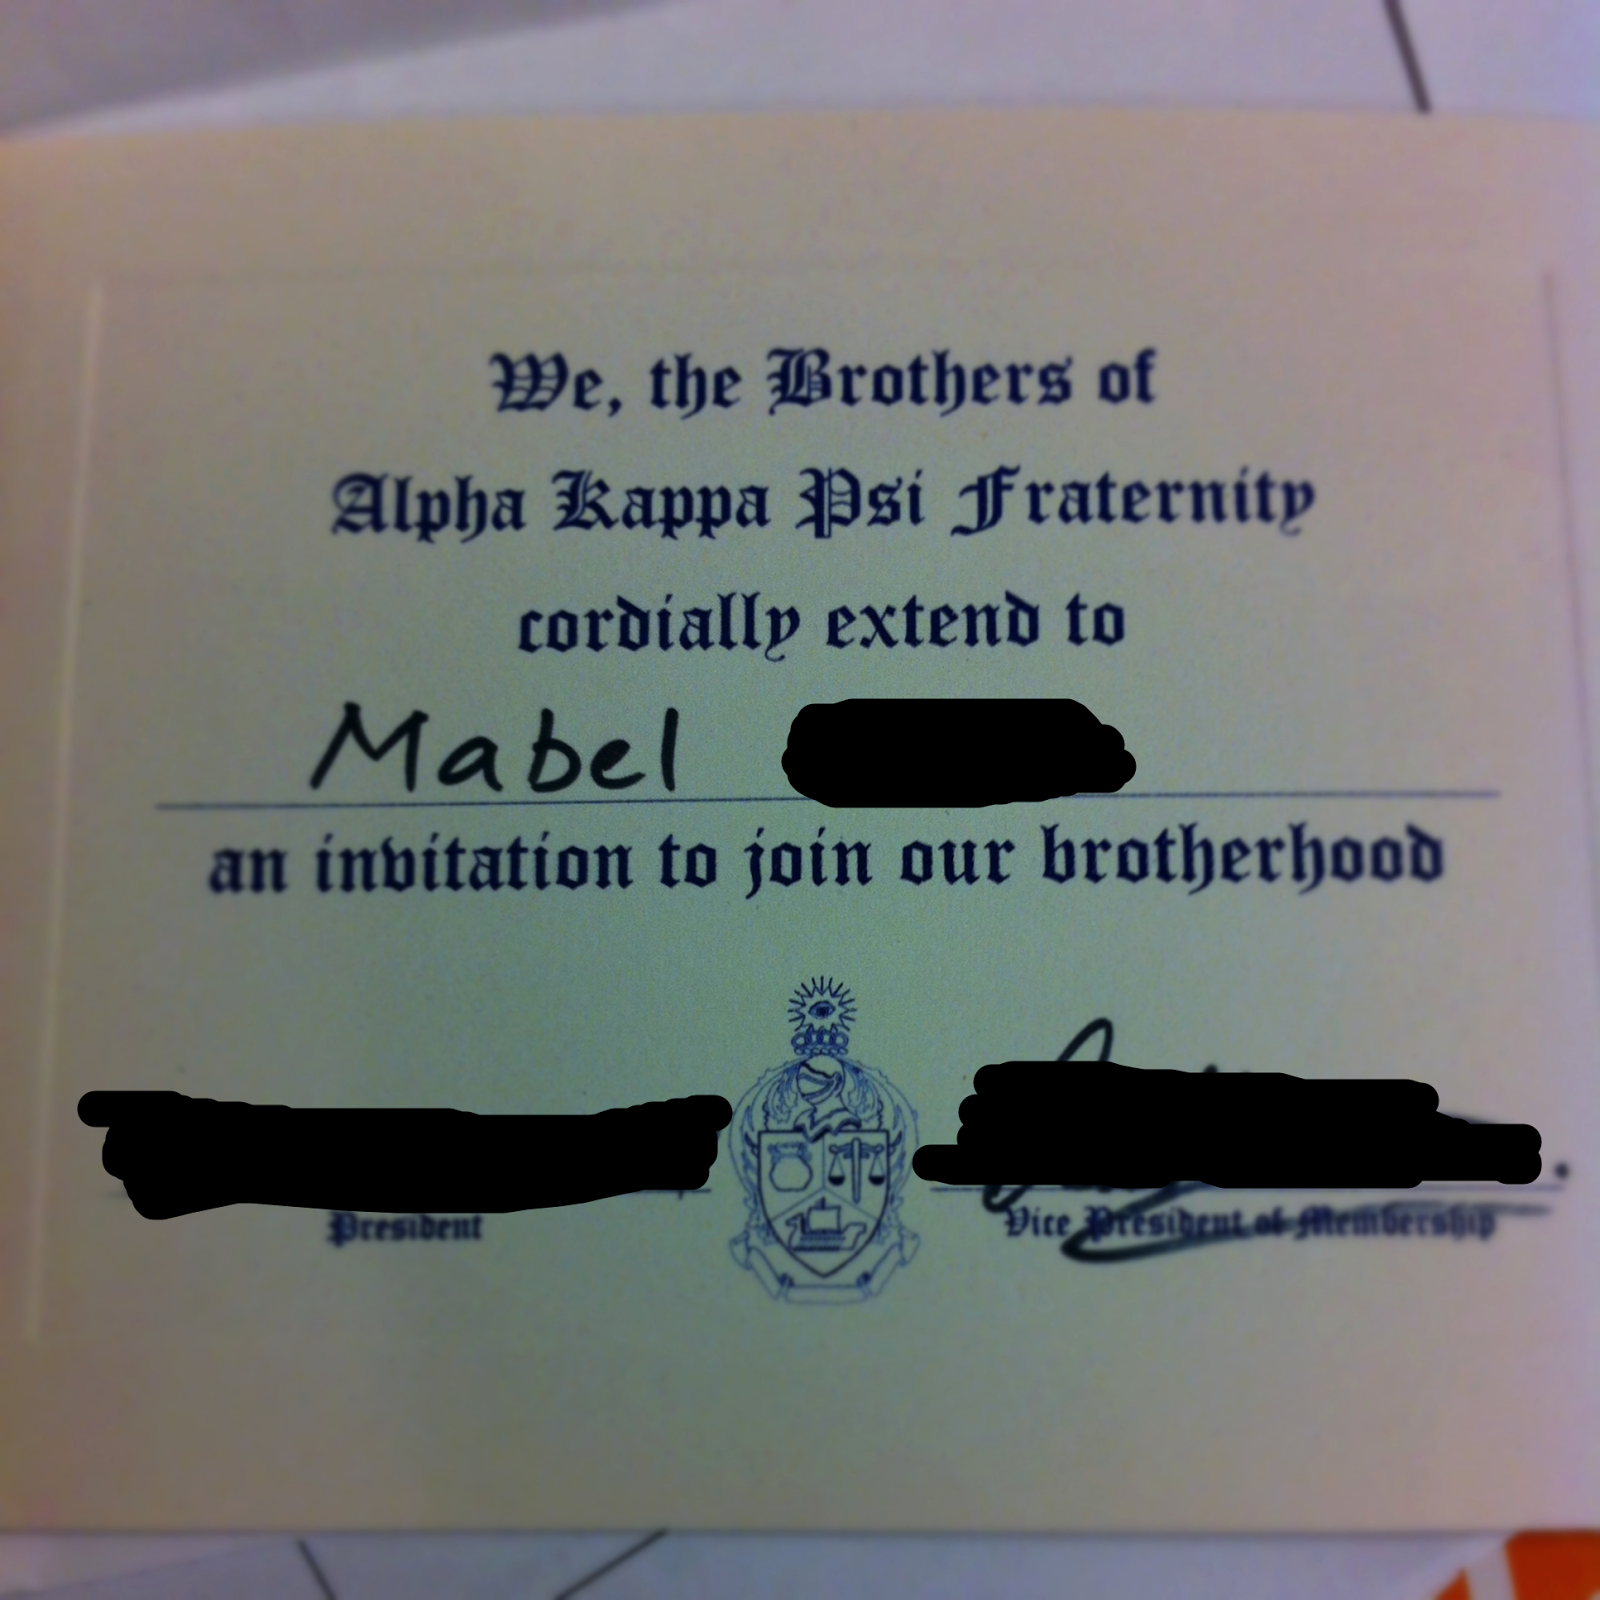 We, the Brothers of
Alpha Kappa Psi Fraternity
cordially extend to
Mabel
an invitation to join our brotherhood
President
Vice President of Membership